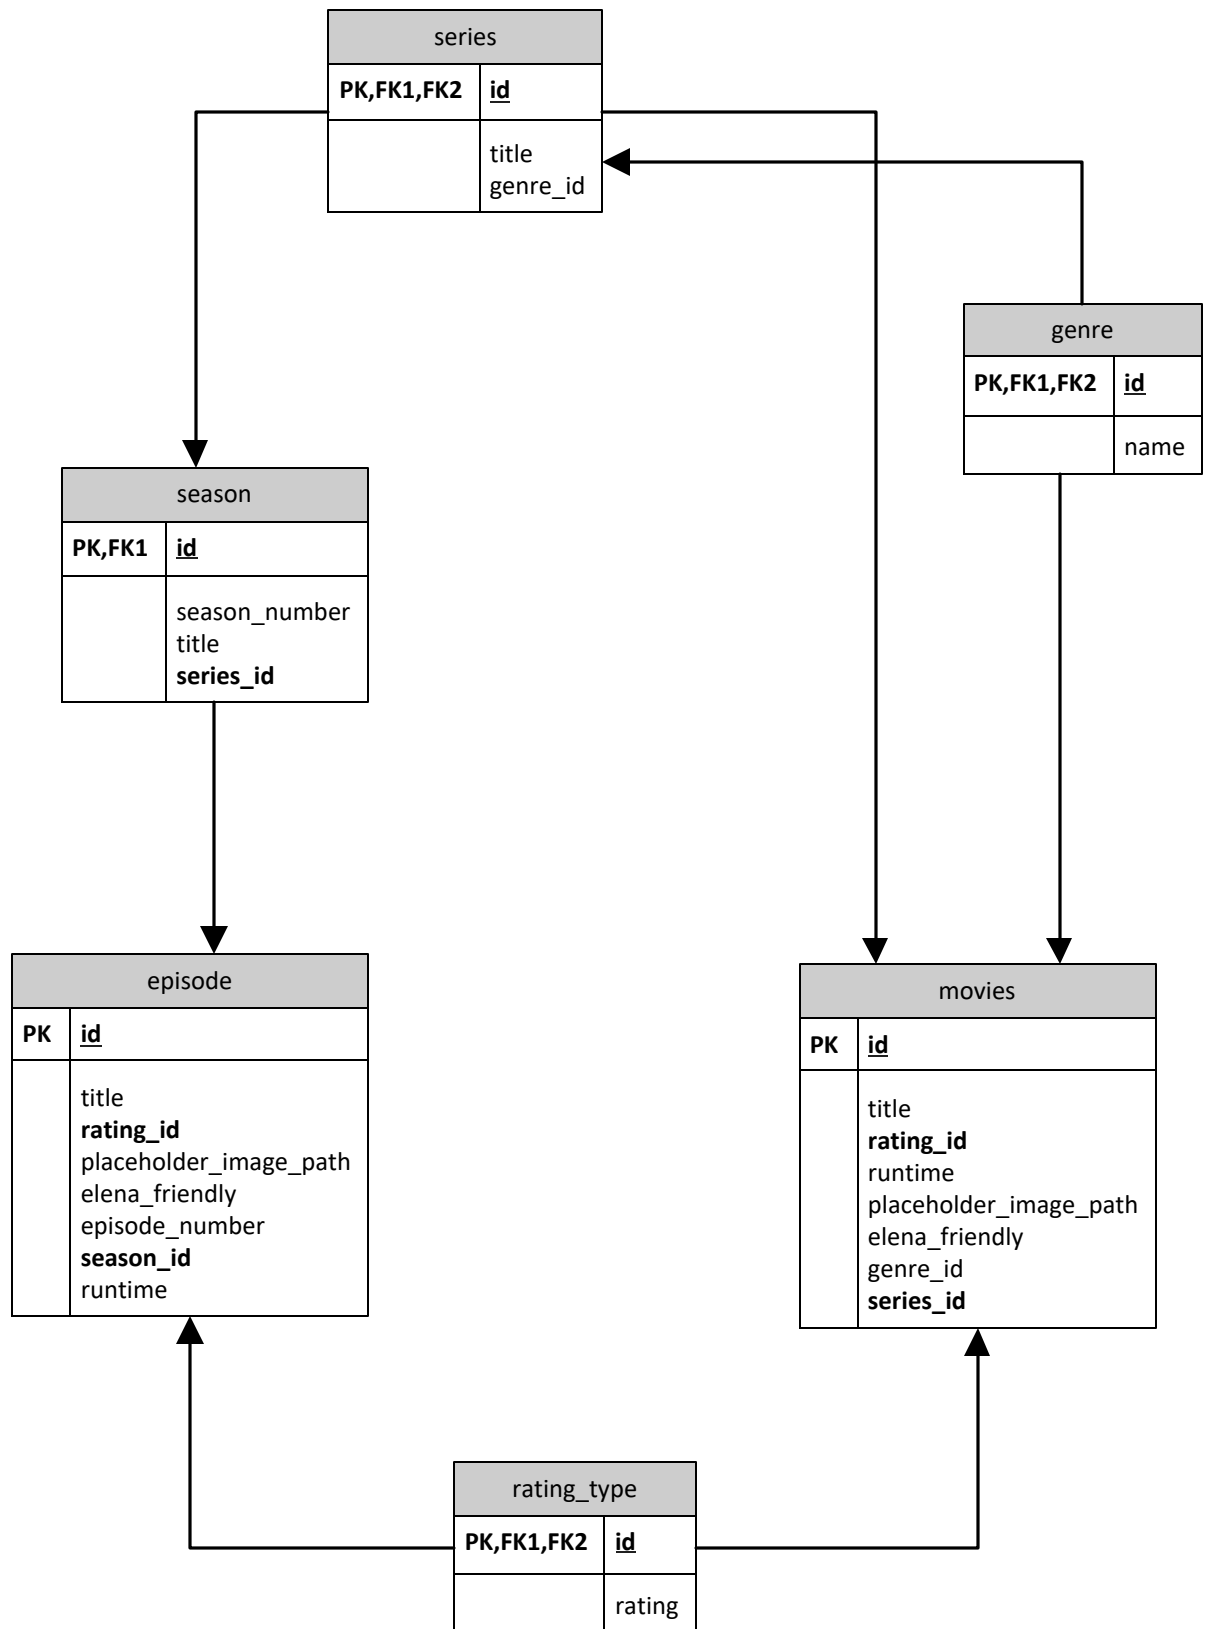 series
PK,FK1,FK2 id
title
genre_id
genre
PK,FK1,FK2 id
name
season
PK,FK1 id
season_number
title
series_id
episode
PK id
title
rating_id
placeholder_image_path
elena_friendly
episode_number
season_id
runtime
movies
PK id
title
rating_id
runtime
placeholder_image_path
elena_friendly
genre_id
series_id
rating_type
PK,FK1,FK2 id
rating